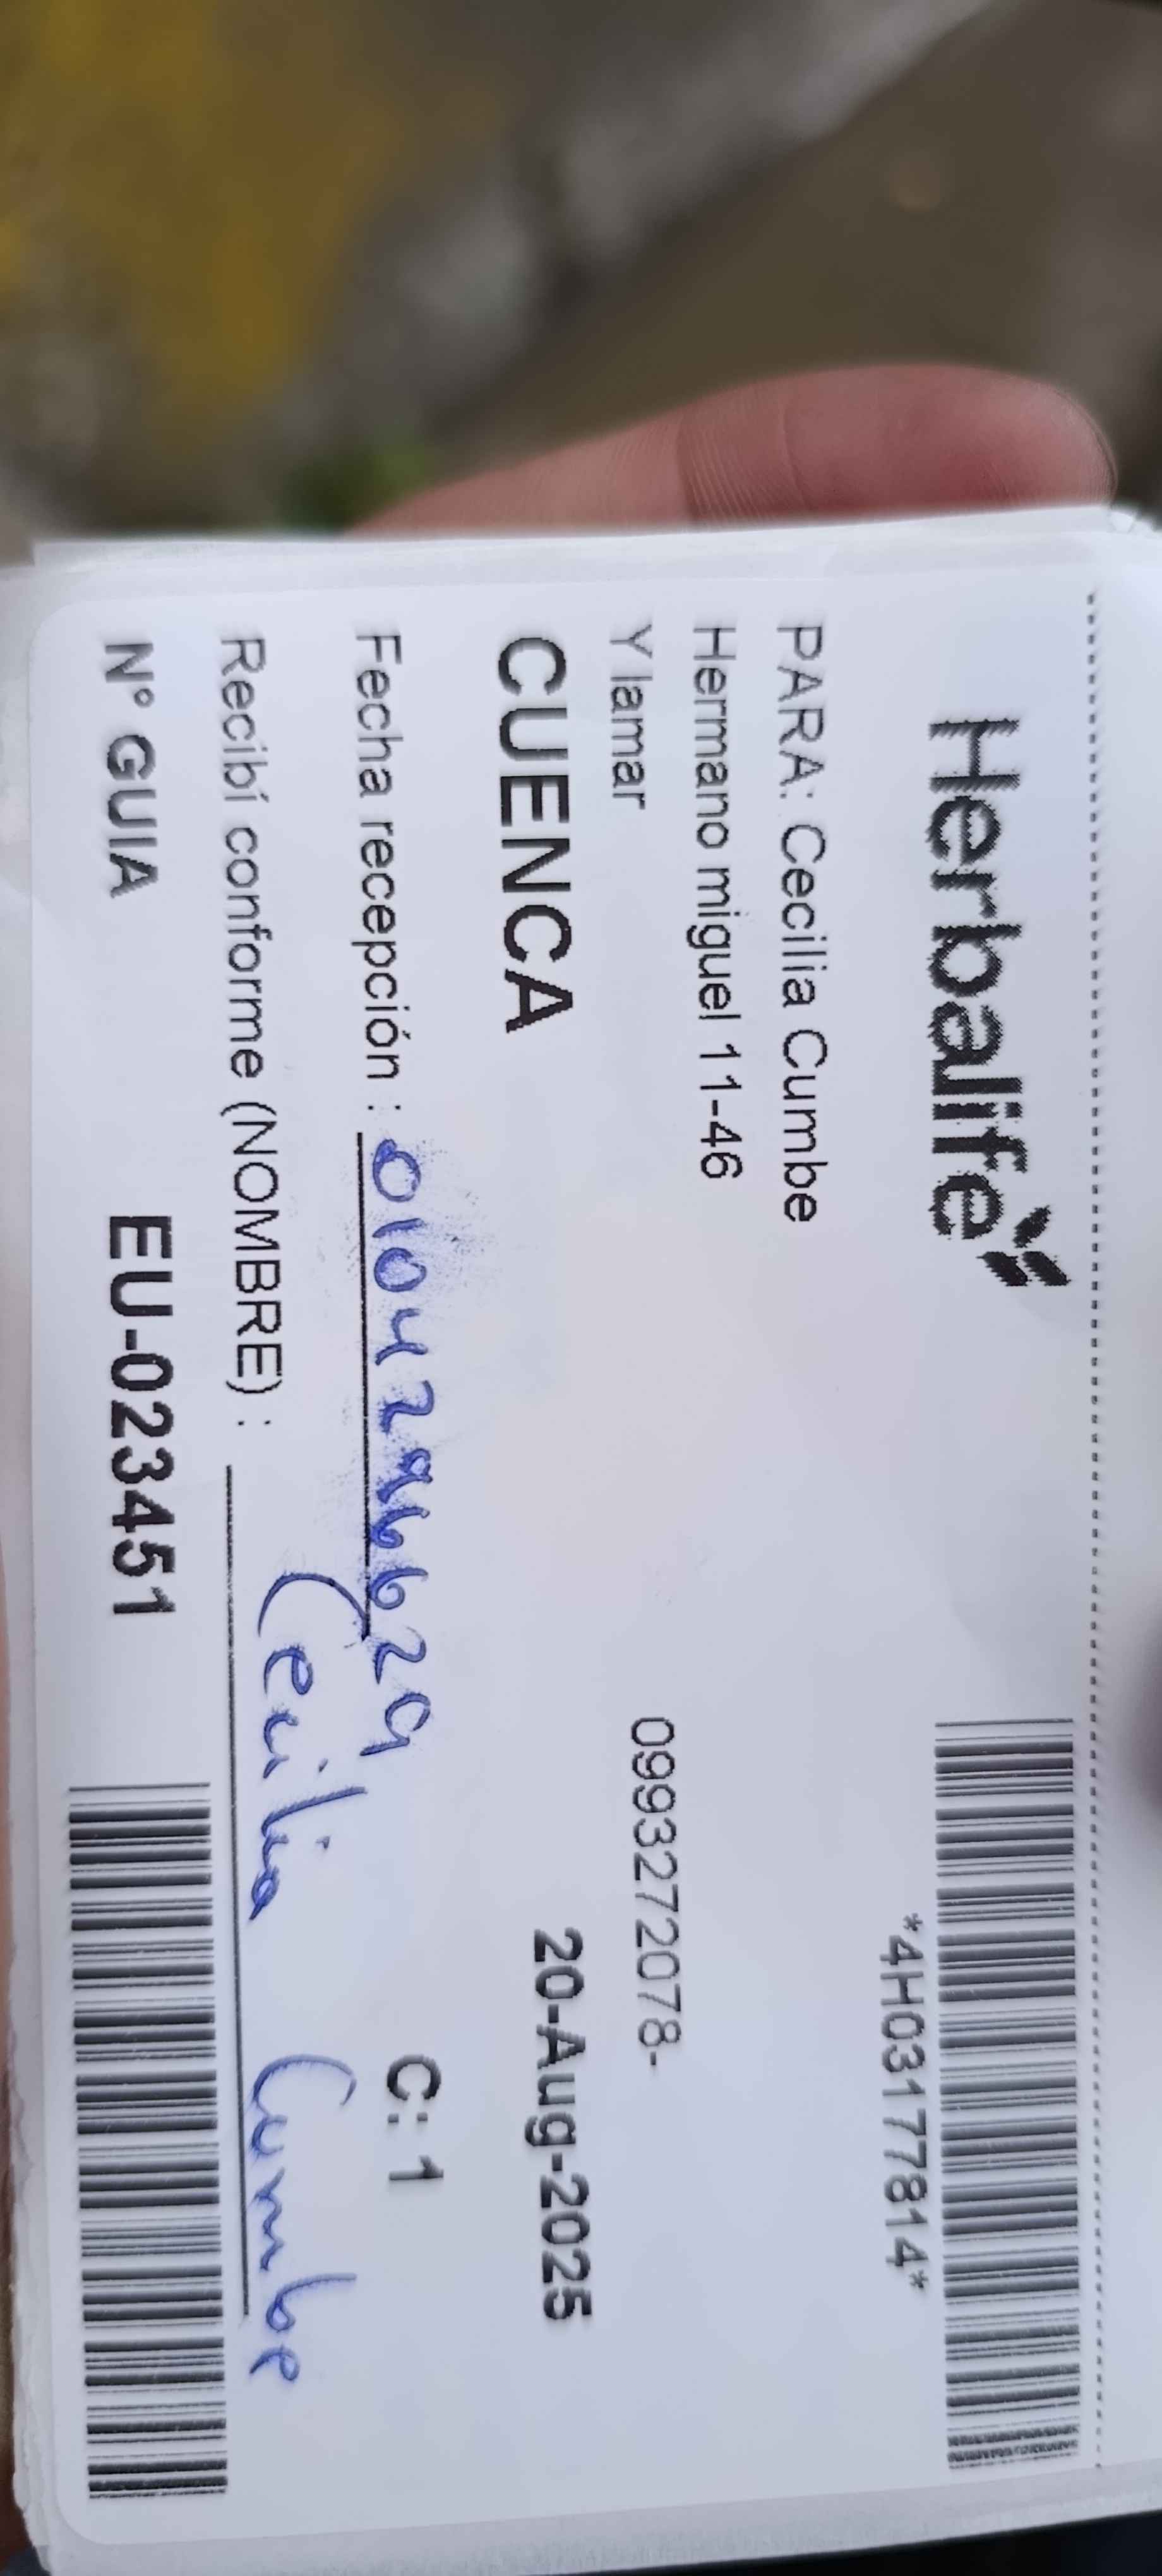 Herbalife
*4H03177814*
PARA: Cecilia Cumbe
Hermano miguel 11-46
Y lamar
0993272078-
CUENCA
20-Aug-2025
Fecha recepción : 0104296629
C: 1
Recibí conforme (NOMBRE) : Cecilia Cumbe
N° GUIA EU-023451